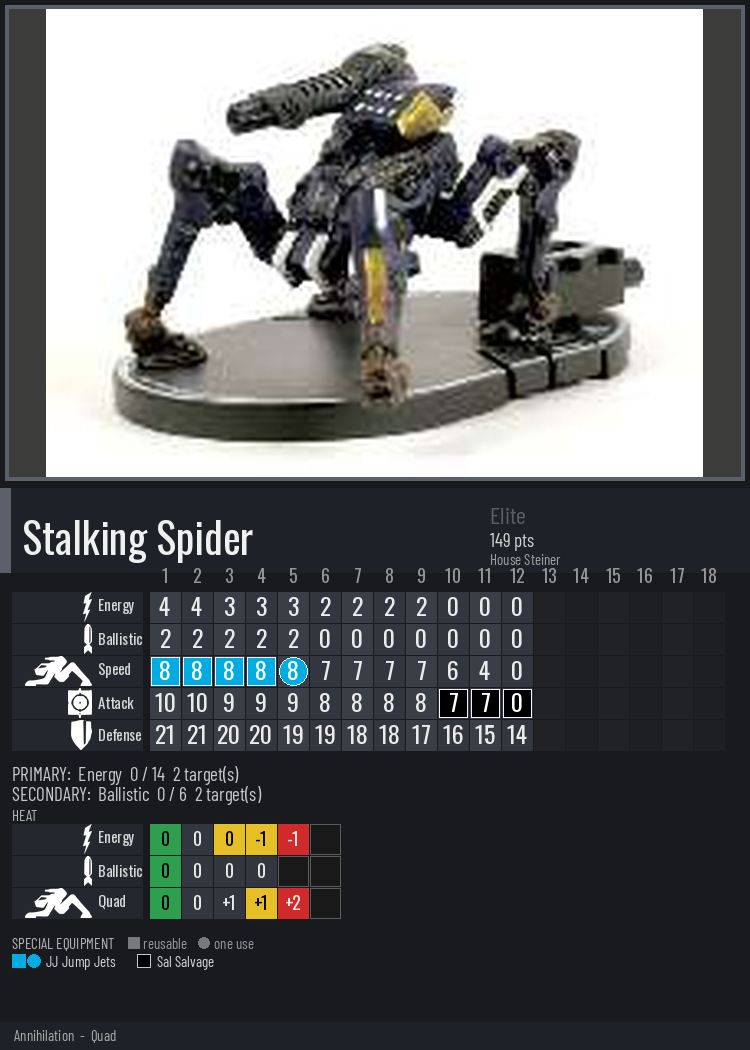 Stalking Spider
Elite
149 pts
House Steiner
1 2 3 4 5 6 7 8 9 10 11 12 13 14 15 16 17 18
Energy 4 4 3 3 3 2 2 2 2 0 0 0
Ballistic 2 2 2 2 2 0 0 0 0 0 0 0
Speed 8 8 8 8 8 7 7 7 7 6 4 0
Attack 10 10 9 9 9 8 8 8 8 7 7 0
Defense 21 21 20 20 19 19 18 18 17 16 15 14
PRIMARY: Energy 0 / 14 2 target(s)
SECONDARY: Ballistic 0 / 6 2 target(s)
HEAT
Energy 0 0 0 -1 -1
Ballistic 0 0 0 0
Quad 0 0 +1 +1 +2
SPECIAL EQUIPMENT reusable one use
JJ Jump Jets Sal Salvage
Annihilation - Quad